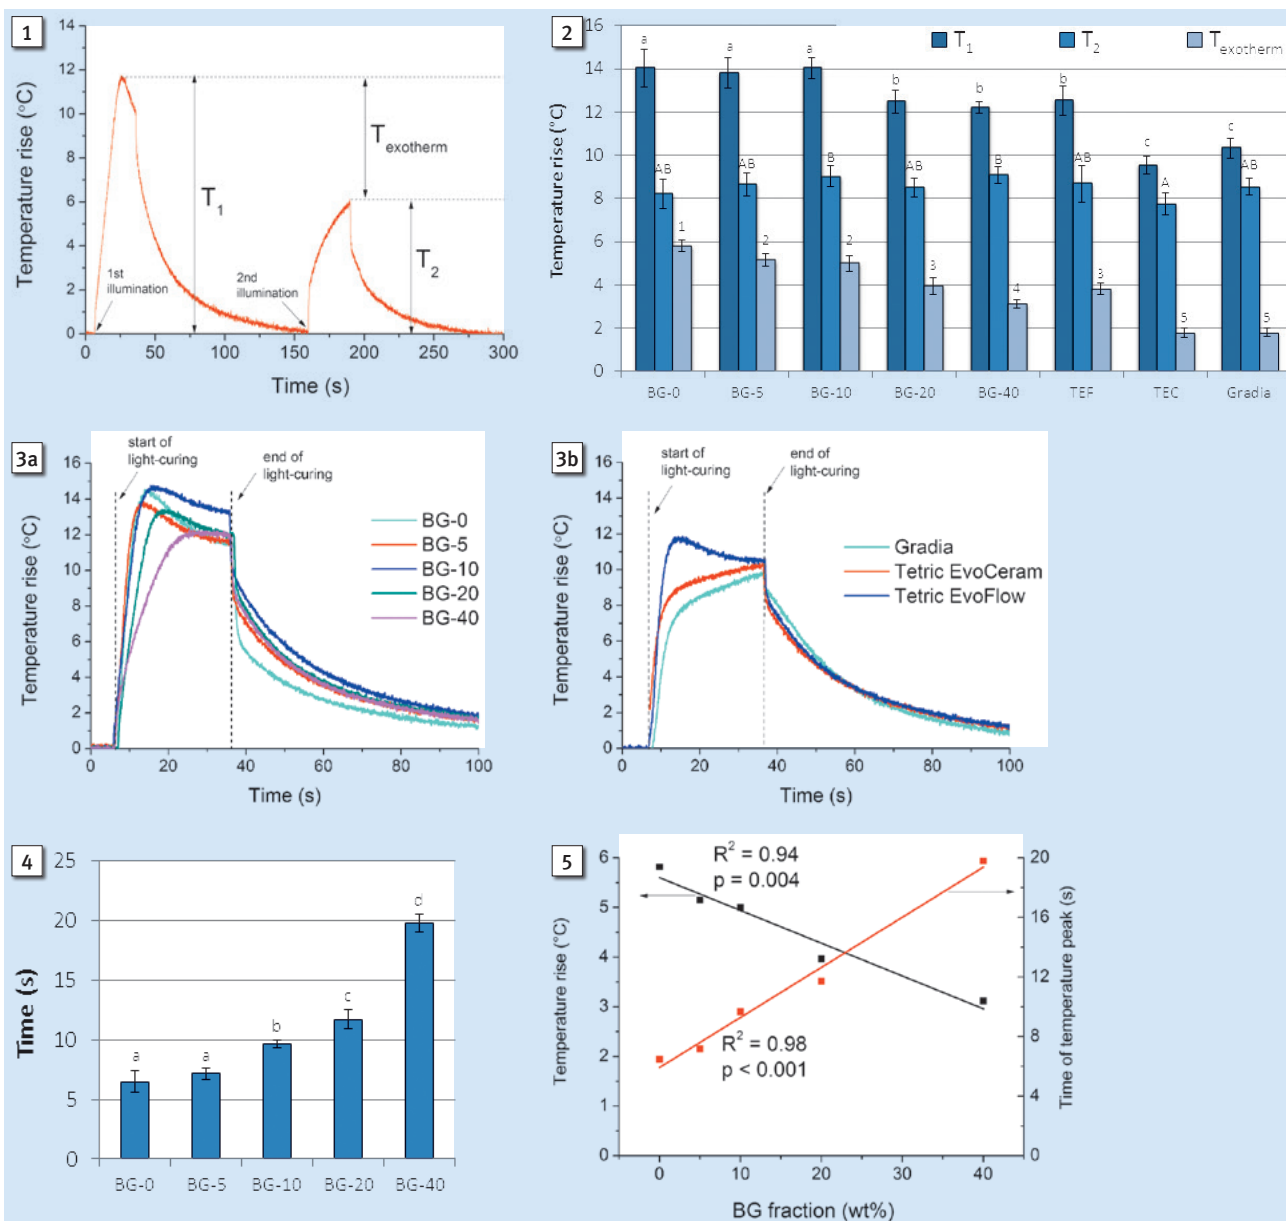 1
14
12
10
8
6
4
2
0
Temperature rise (°C)
T1
Texotherm
T2
1st
illumination
2nd
illumination
0 50 100 150 200 250 300
Time (s)
2
T1 T2 Texotherm
16
14
12
10
8
6
4
2
0
Temperature rise (°C)
a a a b b b c c
AB AB B AB B AB A AB
1 2 2 3 4 3 5 5
BG-0 BG-5 BG-10 BG-20 BG-40 TEF TEC Gradia
3a
start of
light-curing
end of
light-curing
16
14
12
10
8
6
4
2
0
Temperature rise (°C)
BG-0
BG-5
BG-10
BG-20
BG-40
0 20 40 60 80 100
Time (s)
3b
start of
light-curing
end of
light-curing
16
14
12
10
8
6
4
2
0
Temperature rise (°C)
Gradia
Tetric EvoCeram
Tetric EvoFlow
0 20 40 60 80 100
Time (s)
4
25
20
15
10
5
0
Time (s)
a a b c d
BG-0 BG-5 BG-10 BG-20 BG-40
5
R2 = 0.94
p = 0.004
R2 = 0.98
p < 0.001
6
5
4
3
2
1
0
Temperature rise (°C)
20
16
12
8
4
0
Time of temperature peak (s)
0 10 20 30 40
BG fraction (wt%)